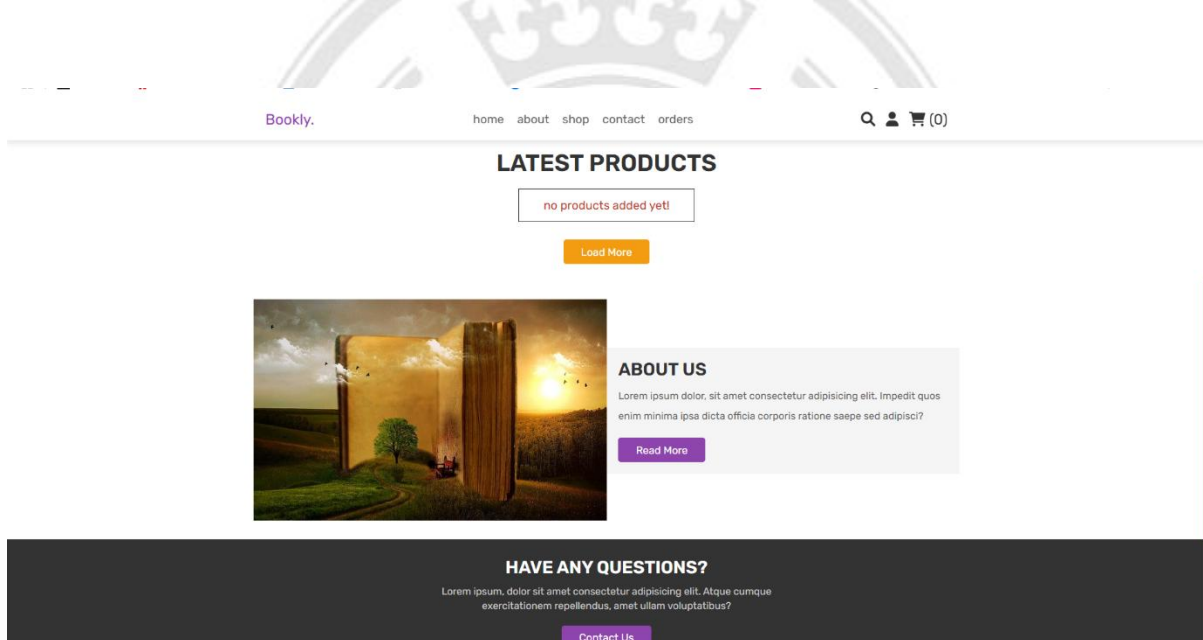 Bookly.
home about shop contact orders
(0)
LATEST PRODUCTS
no products added yet!
Load More
ABOUT US
Lorem ipsum dolor, sit amet consectetur adipisicing elit. Impedit quos
enim minima ipsa dicta officia corporis ratione saepe sed adipisci?
Read More
HAVE ANY QUESTIONS?
Lorem ipsum, dolor sit amet consectetur adipisicing elit. Atque cumque
exercitationem repellendus, amet ullam voluptatibus?
Contact Us